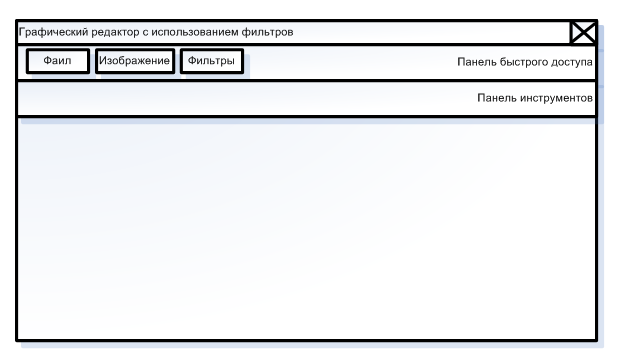 Графический редактор с использованием фильтров
Фаил Изображение Фильтры Панель быстрого доступа
Панель инструментов